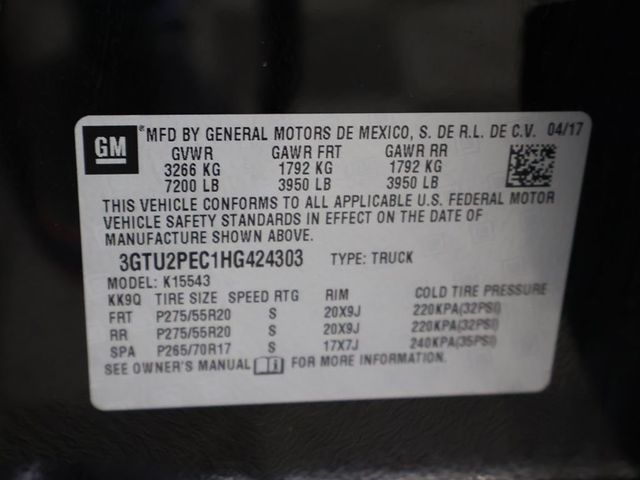 GM ® MFD BY GENERAL MOTORS DE MEXICO, S. DE R.L. DE C.V. 04/17
GVWR GAWR FRT GAWR RR
3266 KG 1792 KG 1792 KG
7200 LB 3950 LB 3950 LB
THIS VEHICLE CONFORMS TO ALL APPLICABLE U.S. FEDERAL MOTOR
VEHICLE SAFETY STANDARDS IN EFFECT ON THE DATE OF
MANUFACTURE SHOWN ABOVE.
3GTU2PEC1HG424303 TYPE: TRUCK
MODEL: K15543
KK9Q TIRE SIZE SPEED RTG RIM COLD TIRE PRESSURE
FRT P275/55R20 S 20X9J 220KPA(32PSI)
RR P275/55R20 S 20X9J 220KPA(32PSI)
SPA P265/70R17 S 17X7J 240KPA(35PSI)
SEE OWNER'S MANUAL FOR MORE INFORMATION.